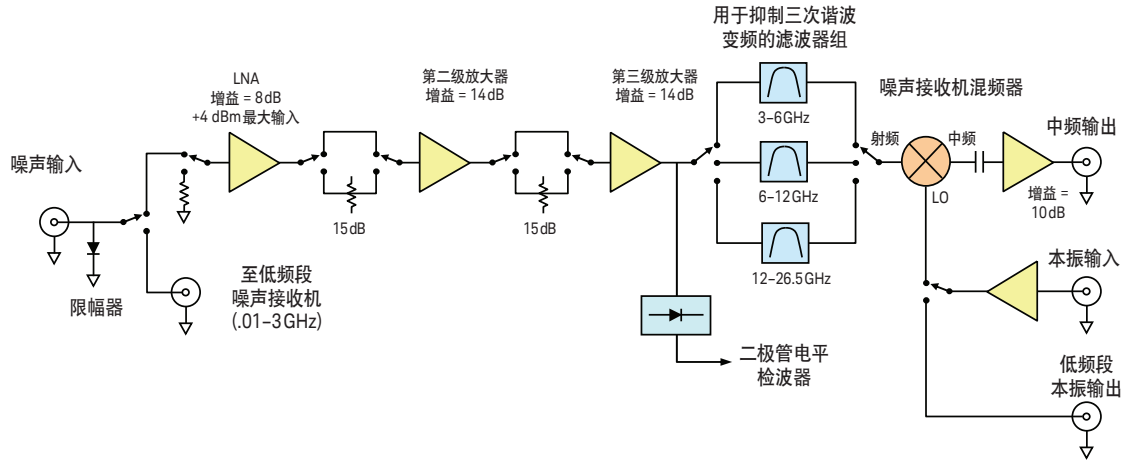 用于抑制三次谐波
变频的滤波器组
LNA
增益 = 8dB
+4 dBm 最大输入
第二级放大器
增益 = 14dB
第三级放大器
增益 = 14dB
噪声接收机混频器
3–6GHz
中频输出
噪声输入
射频
中频
6–12GHz
LO
增益 =
10dB
15dB
15dB
12–26.5GHz
本振输入
至低频段
噪声接收机
(.01–3GHz)
限幅器
二极管电平
检波器
低频段
本振输出